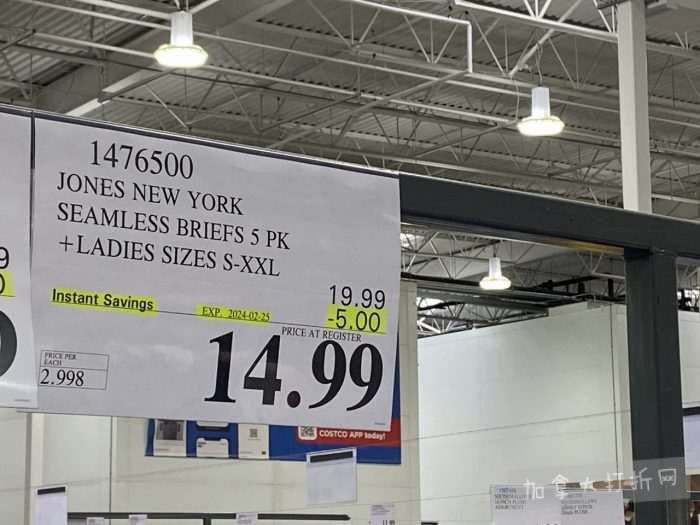 1476500
JONES NEW YORK
SEAMLESS BRIEFS 5 PK
+LADIES SIZES S-XXL
19.99
Instant Savings EXP. 2024-02-25 -5.00
PRICE AT REGISTER
14.99
PRICE PER
EACH
2.998
COSTCO APP today!
加拿大打折网